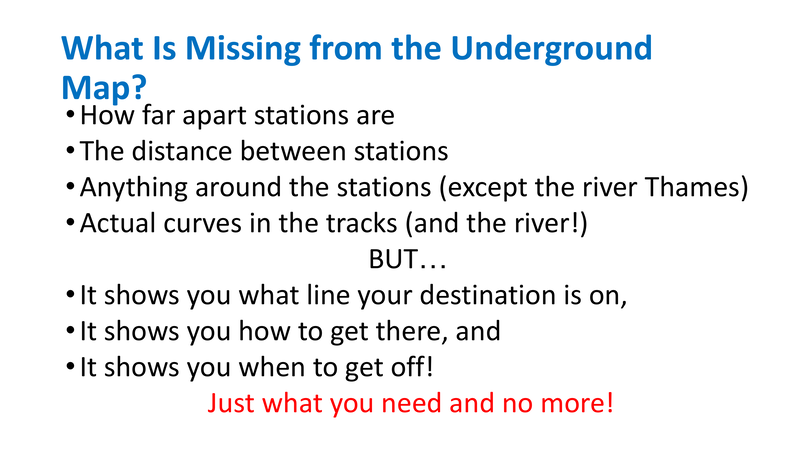 What Is Missing from the Underground
Map?
•How far apart stations are
•The distance between stations
•Anything around the stations (except the river Thames)
•Actual curves in the tracks (and the river!)
BUT…
•It shows you what line your destination is on,
•It shows you how to get there, and
•It shows you when to get off!
Just what you need and no more!